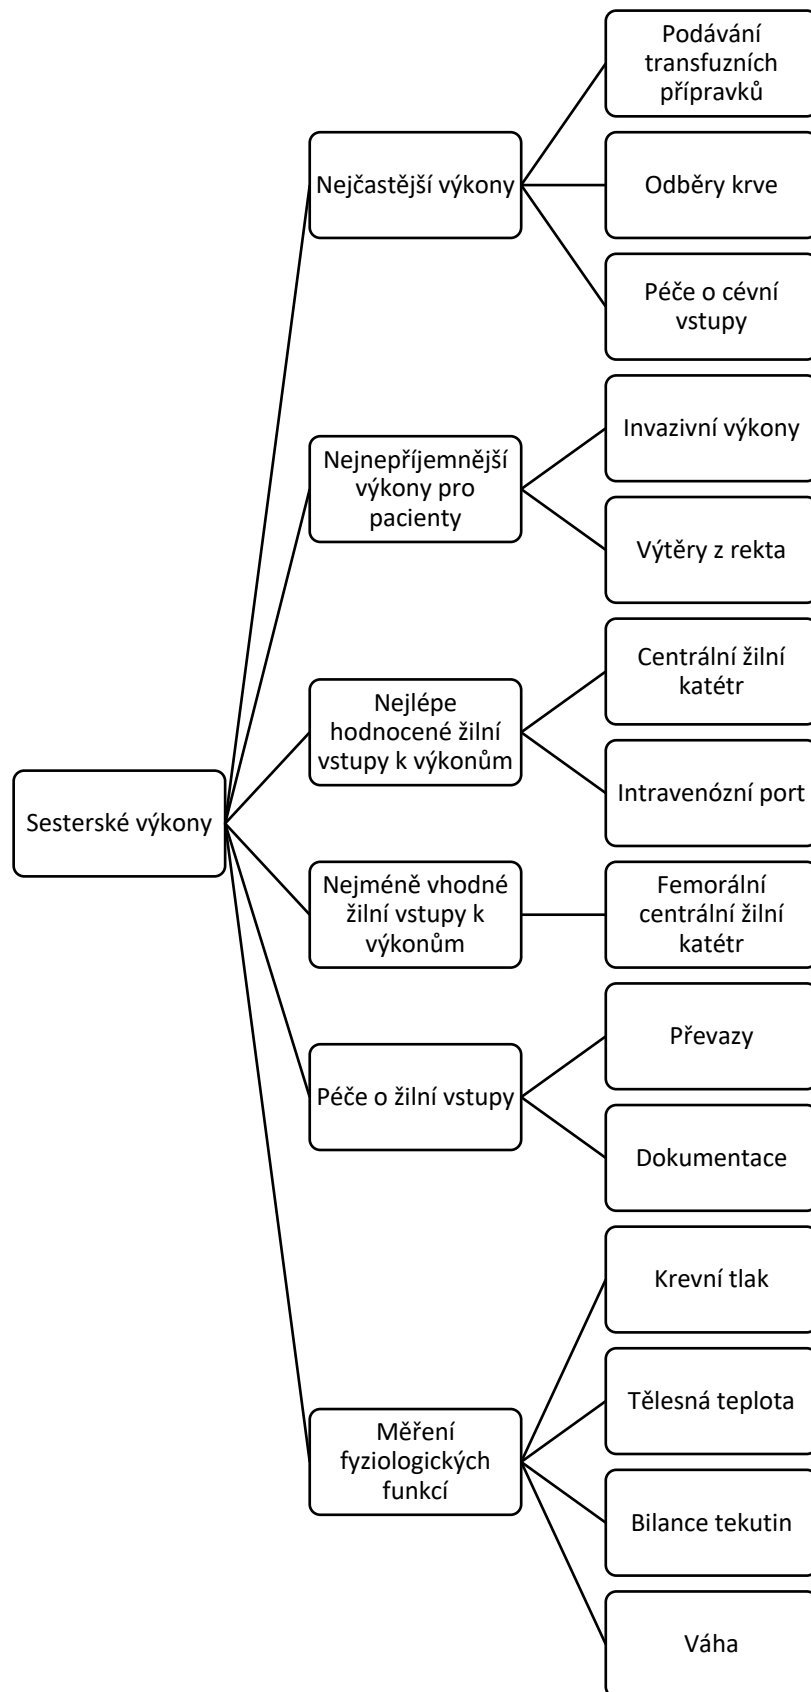 Sesterské výkony
Nejčastější výkony
Podávání
transfuzních
přípravků
Odběry krve
Péče o cévní
vstupy
Nejnepříjemnější
výkony pro
pacienty
Invazivní výkony
Výtěry z rekta
Nejlépe
hodnocené žilní
vstupy k výkonům
Centrální žilní
katétr
Intravenózní port
Nejméně vhodné
žilní vstupy k
výkonům
Femorální
centrální žilní
katétr
Péče o žilní vstupy
Převazy
Dokumentace
Měření
fyziologických
funkcí
Krevní tlak
Tělesná teplota
Bilance tekutin
Váha